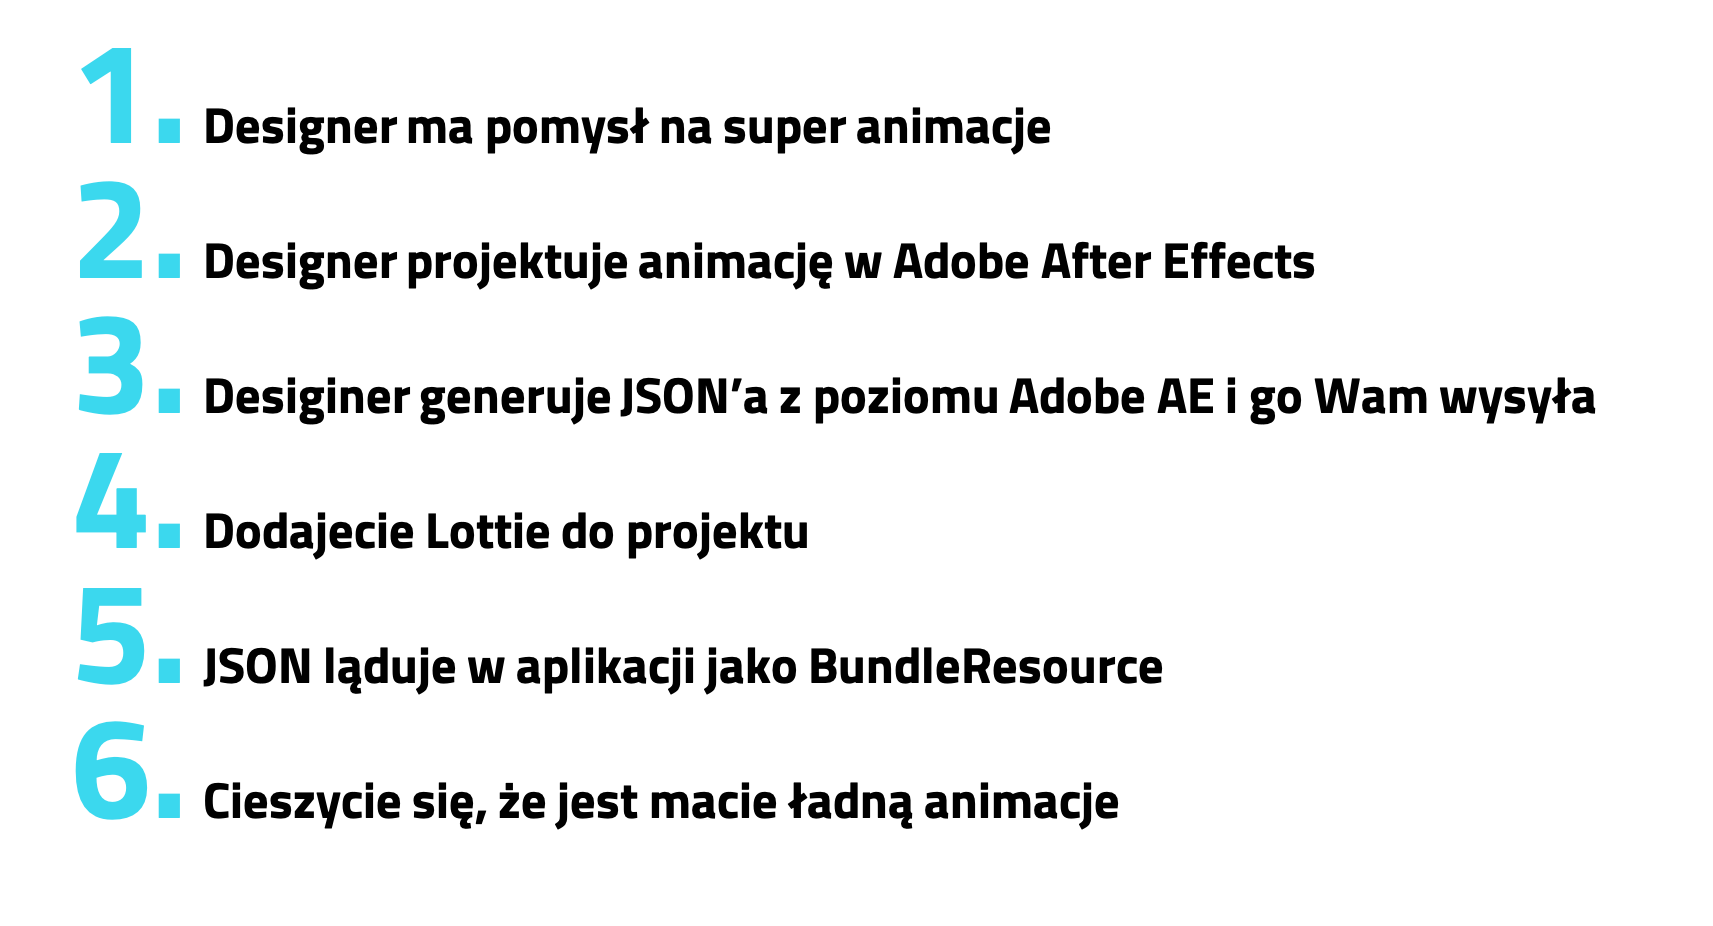 1. Designer ma pomysł na super animacje
2. Designer projektuje animację w Adobe After Effects
3. Desiginer generuje JSON’a z poziomu Adobe AE i go Wam wysyła
4. Dodajecie Lottie do projektu
5. JSON ląduje w aplikacji jako BundleResource
6. Cieszycie się, że jest macie ładną animacje